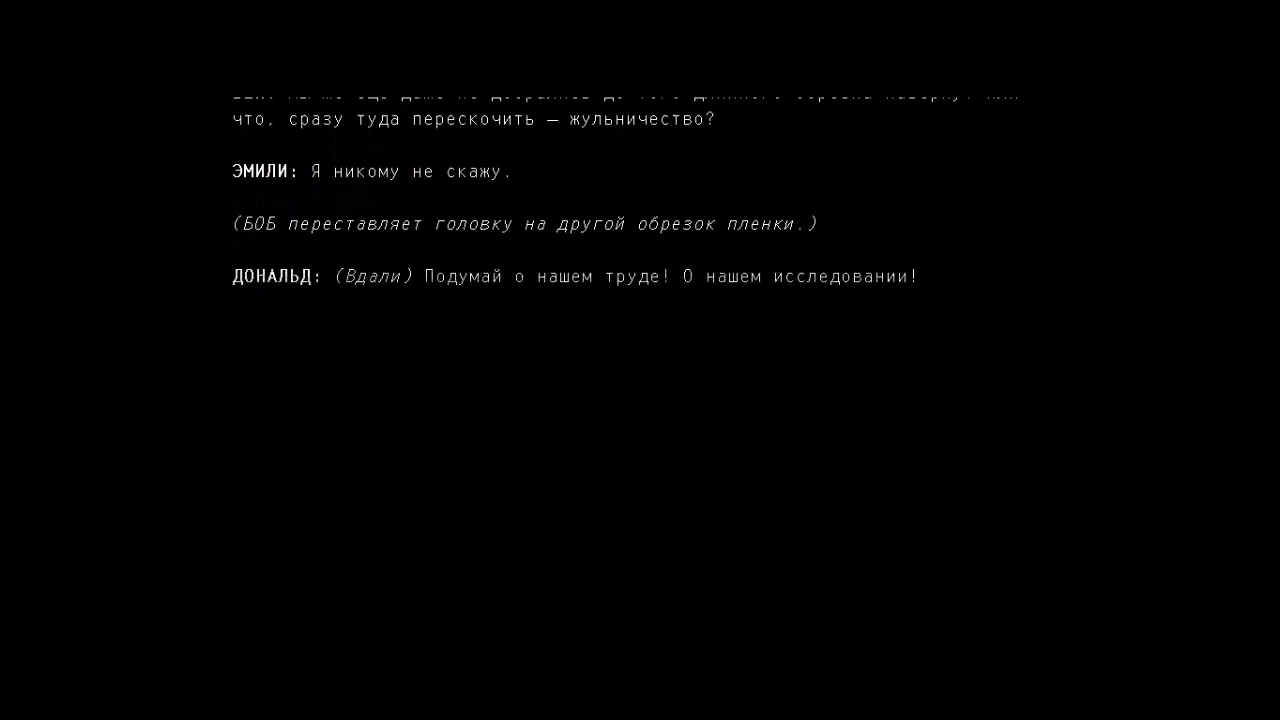 что, сразу туда перескочить — жульничество?
ЭМИЛИ: Я никому не скажу.
(БОБ переставляет головку на другой обрезок пленки.)
ДОНАЛЬД: (Вдали) Подумай о нашем труде! О нашем исследовании!